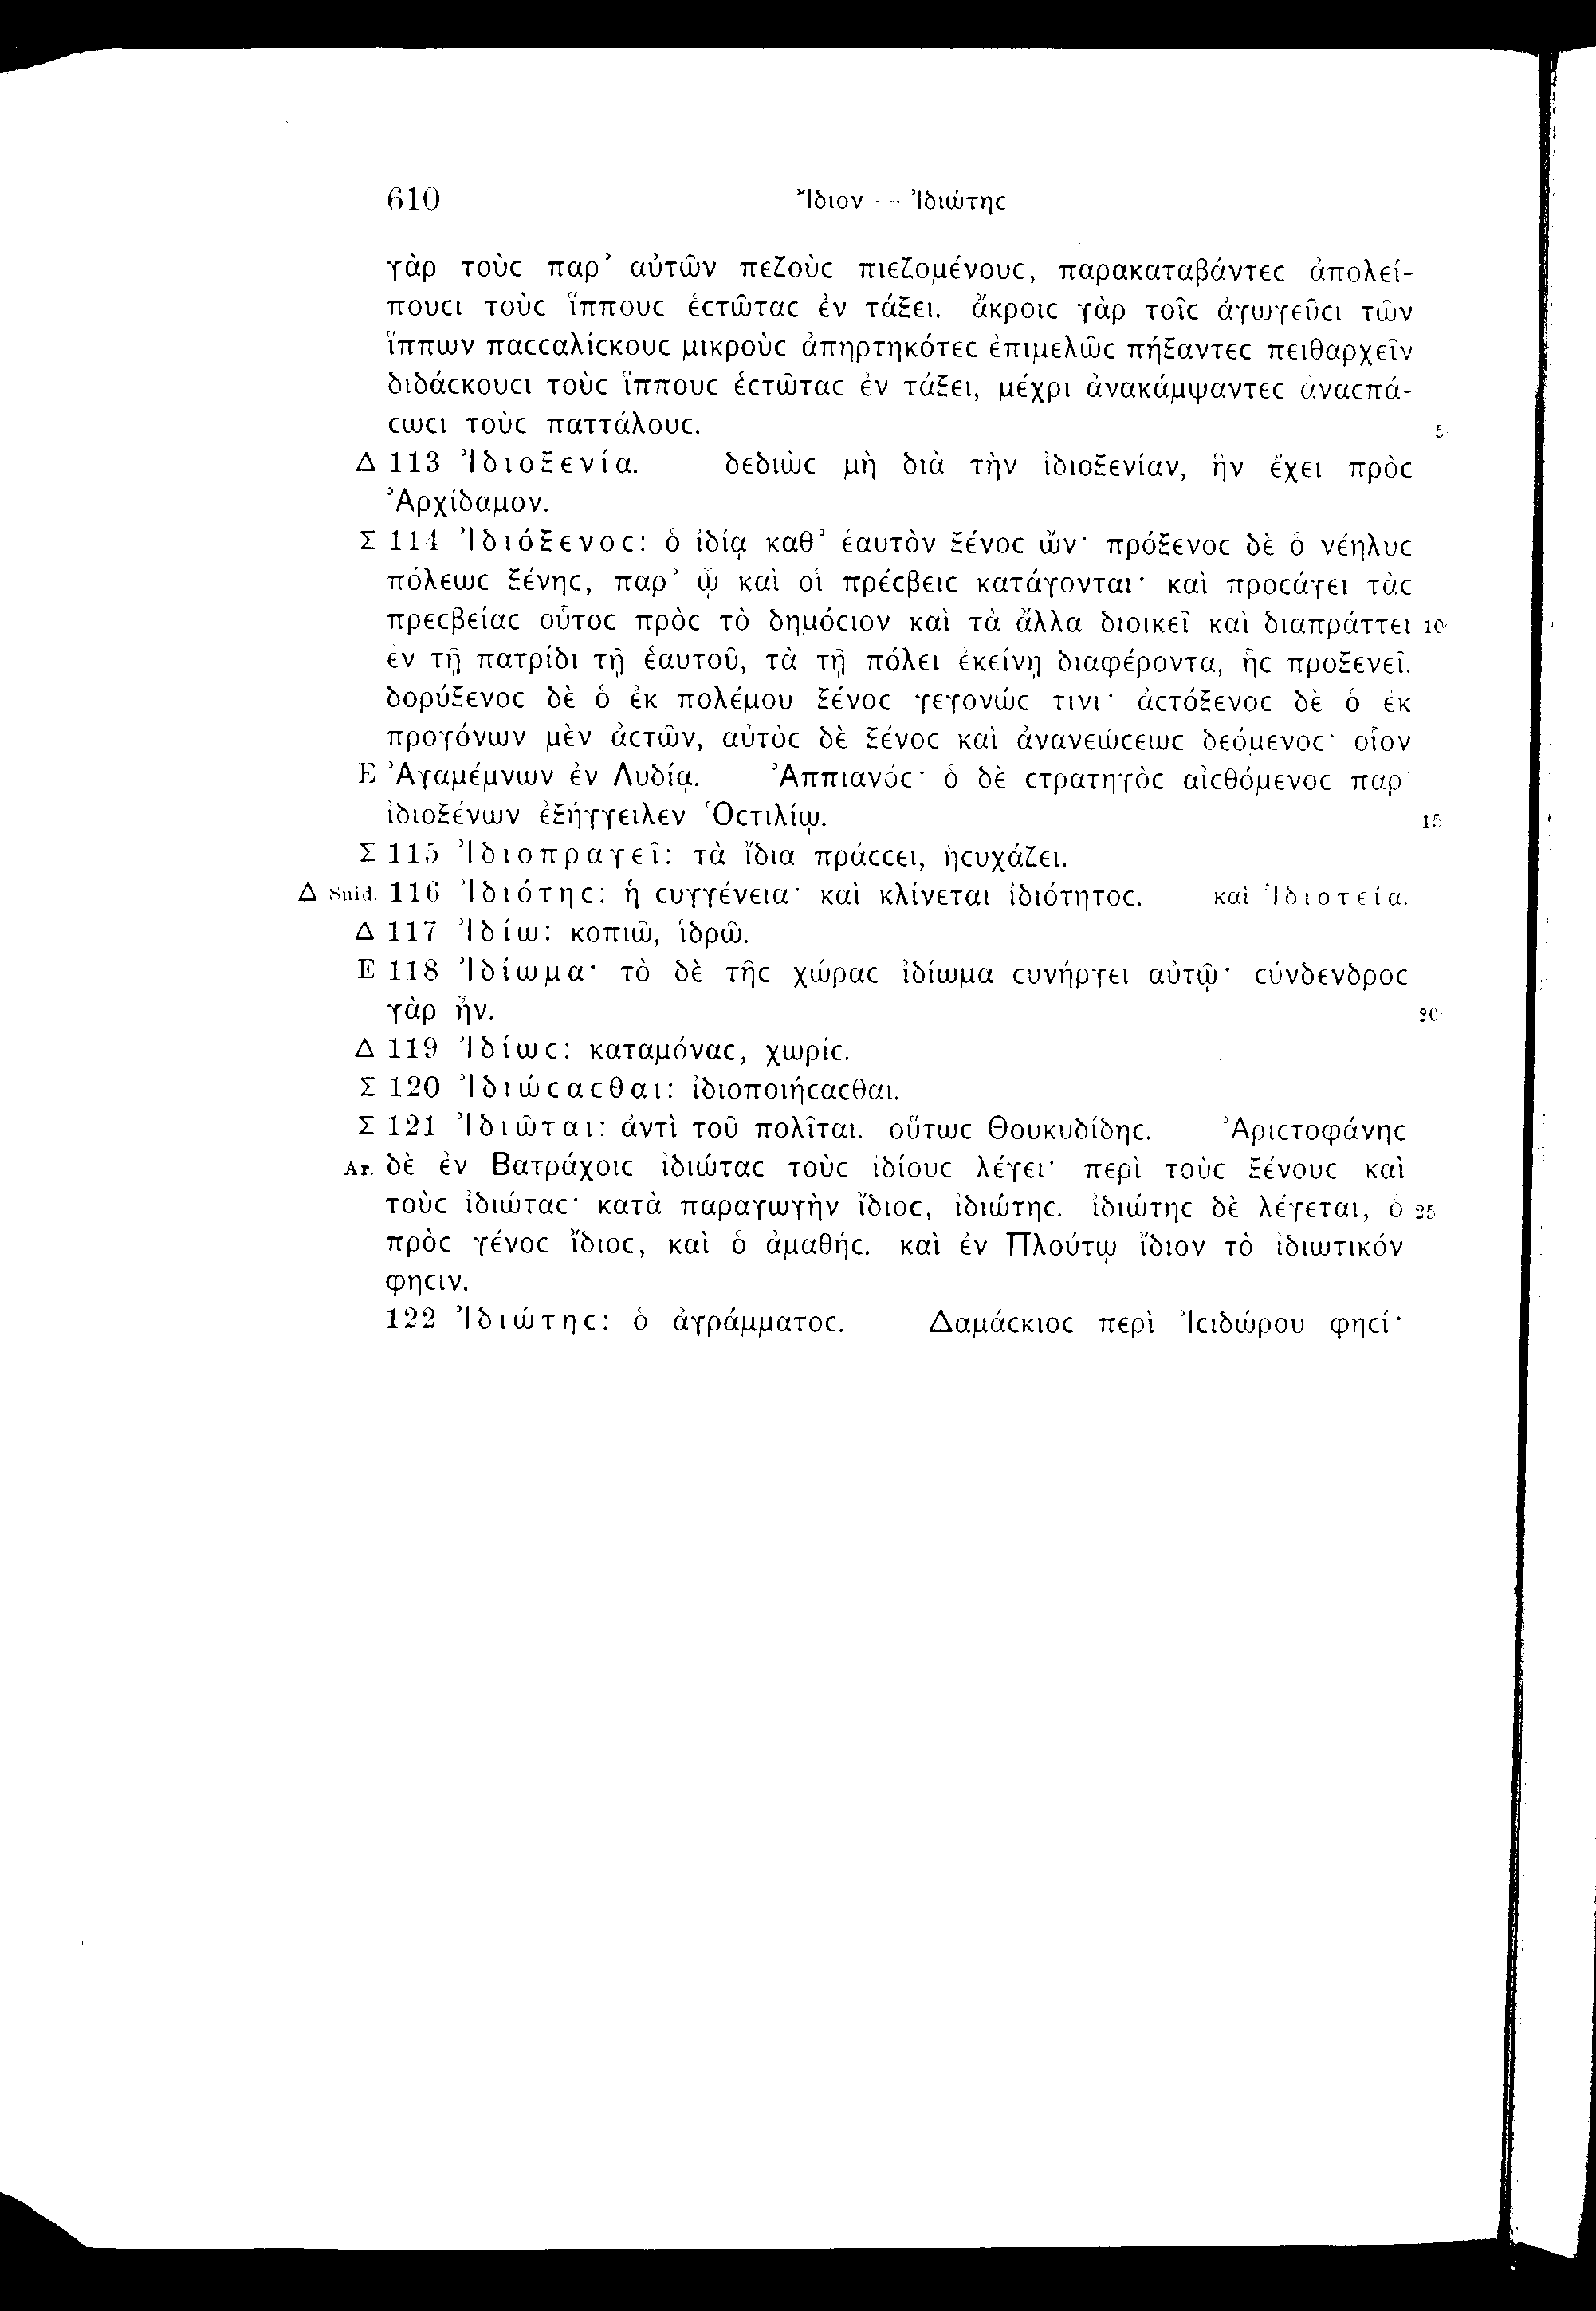 610 Ἴδιον — Ἰδιώτης
γὰρ τοὺς παρ’ αὐτῶν πεζοὺς πιεζομένους, παρακαταβάντες ἀπολεί-
πουσι τοὺς ἵππους ἑστῶτας ἐν τάξει. ἄκροις γὰρ τοῖς ἀγωγεῦσι τῶν
ἵππων πασσαλίσκους μικροὺς ἀπηρτηκότες ἐπιμελῶς πήξαντες πειθαρχεῖν
διδάσκουσι τοὺς ἵππους ἑστῶτας ἐν τάξει, μέχρι ἀνακάμψαντες ἀνασπά-
σωσι τοὺς παττάλους. 5
Δ 113 Ἰδιοξενία. δεδιὼς μὴ διὰ τὴν ἰδιοξενίαν, ἣν ἔχει πρὸς
Ἀρχίδαμον.
Σ 114 Ἰδιόξενος: ὁ ἰδίᾳ καθ’ ἑαυτὸν ξένος ὤν· πρόξενος δὲ ὁ νέηλυς
πόλεως ξένης, παρ’ ᾧ καὶ οἱ πρέσβεις κατάγονται· καὶ προσάγει τὰς
πρεσβείας οὗτος πρὸς τὸ δημόσιον καὶ τὰ ἄλλα διοικεῖ καὶ διαπράττει 10
ἐν τῇ πατρίδι τῇ ἑαυτοῦ, τὰ τῇ πόλει ἐκείνῃ διαφέροντα, ἧς προξενεῖ.
δορύξενος δὲ ὁ ἐκ πολέμου ξένος γεγονώς τινι· ἀστόξενος δὲ ὁ ἐκ
προγόνων μὲν ἀστῶν, αὐτὸς δὲ ξένος καὶ ἀνανεώσεως δεόμενος· οἷον
Ε Ἀγαμέμνων ἐν Λυδίᾳ. Ἀππιανός· ὁ δὲ στρατηγὸς αἰσθόμενος παρ’
ἰδιοξένων ἐξήγγειλεν Ὁστιλίῳ. 15
Σ 115 Ἰδιοπραγεῖ: τὰ ἴδια πράσσει, ἡσυχάζει.
Δ Suid. 116 Ἰδιότης: ἡ συγγένεια· καὶ κλίνεται ἰδιότητος. καὶ Ἰδιοτεία.
Δ 117 Ἰδίω: κοπιῶ, ἱδρῶ.
Ε 118 Ἰδίωμα· τὸ δὲ τῆς χώρας ἰδίωμα συνήργει αὐτῷ· σύνδενδρος
γὰρ ἦν. 20
Δ 119 Ἰδίως: καταμόνας, χωρίς.
Σ 120 Ἰδιώσασθαι: ἰδιοποιήσασθαι.
Σ 121 Ἰδιῶται: ἀντὶ τοῦ πολῖται. οὕτως Θουκυδίδης. Ἀριστοφάνης
Ar. δὲ ἐν Βατράχοις ἰδιώτας τοὺς ἰδίους λέγει· περὶ τοὺς ξένους καὶ
τοὺς ἰδιώτας· κατὰ παραγωγὴν ἴδιος, ἰδιώτης. ἰδιώτης δὲ λέγεται, ὁ 25
πρὸς γένος ἴδιος, καὶ ὁ ἀμαθής. καὶ ἐν Πλούτῳ ἴδιον τὸ ἰδιωτικόν
φησιν.
122 Ἰδιώτης: ὁ ἀγράμματος. Δαμάσκιος περὶ Ἰσιδώρου φησί·